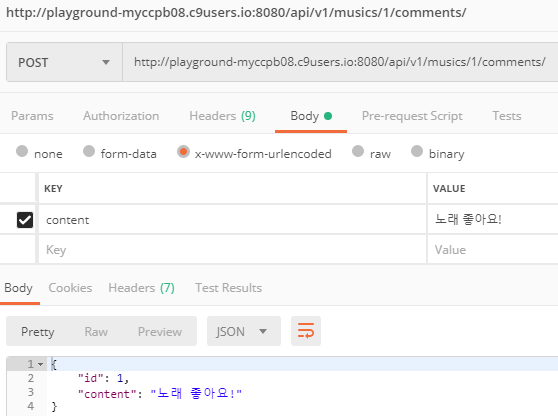 http://playground-myccpb08.c9users.io:8080/api/v1/musics/1/comments/
POST http://playground-myccpb08.c9users.io:8080/api/v1/musics/1/comments/
Params Authorization Headers (9) Body Pre-request Script Tests
none form-data x-www-form-urlencoded raw binary
KEY VALUE
content 노래 좋아요!
Key Value
Body Cookies Headers (7) Test Results
Pretty Raw Preview JSON
1 {
2 "id": 1,
3 "content": "노래 좋아요!"
4 }